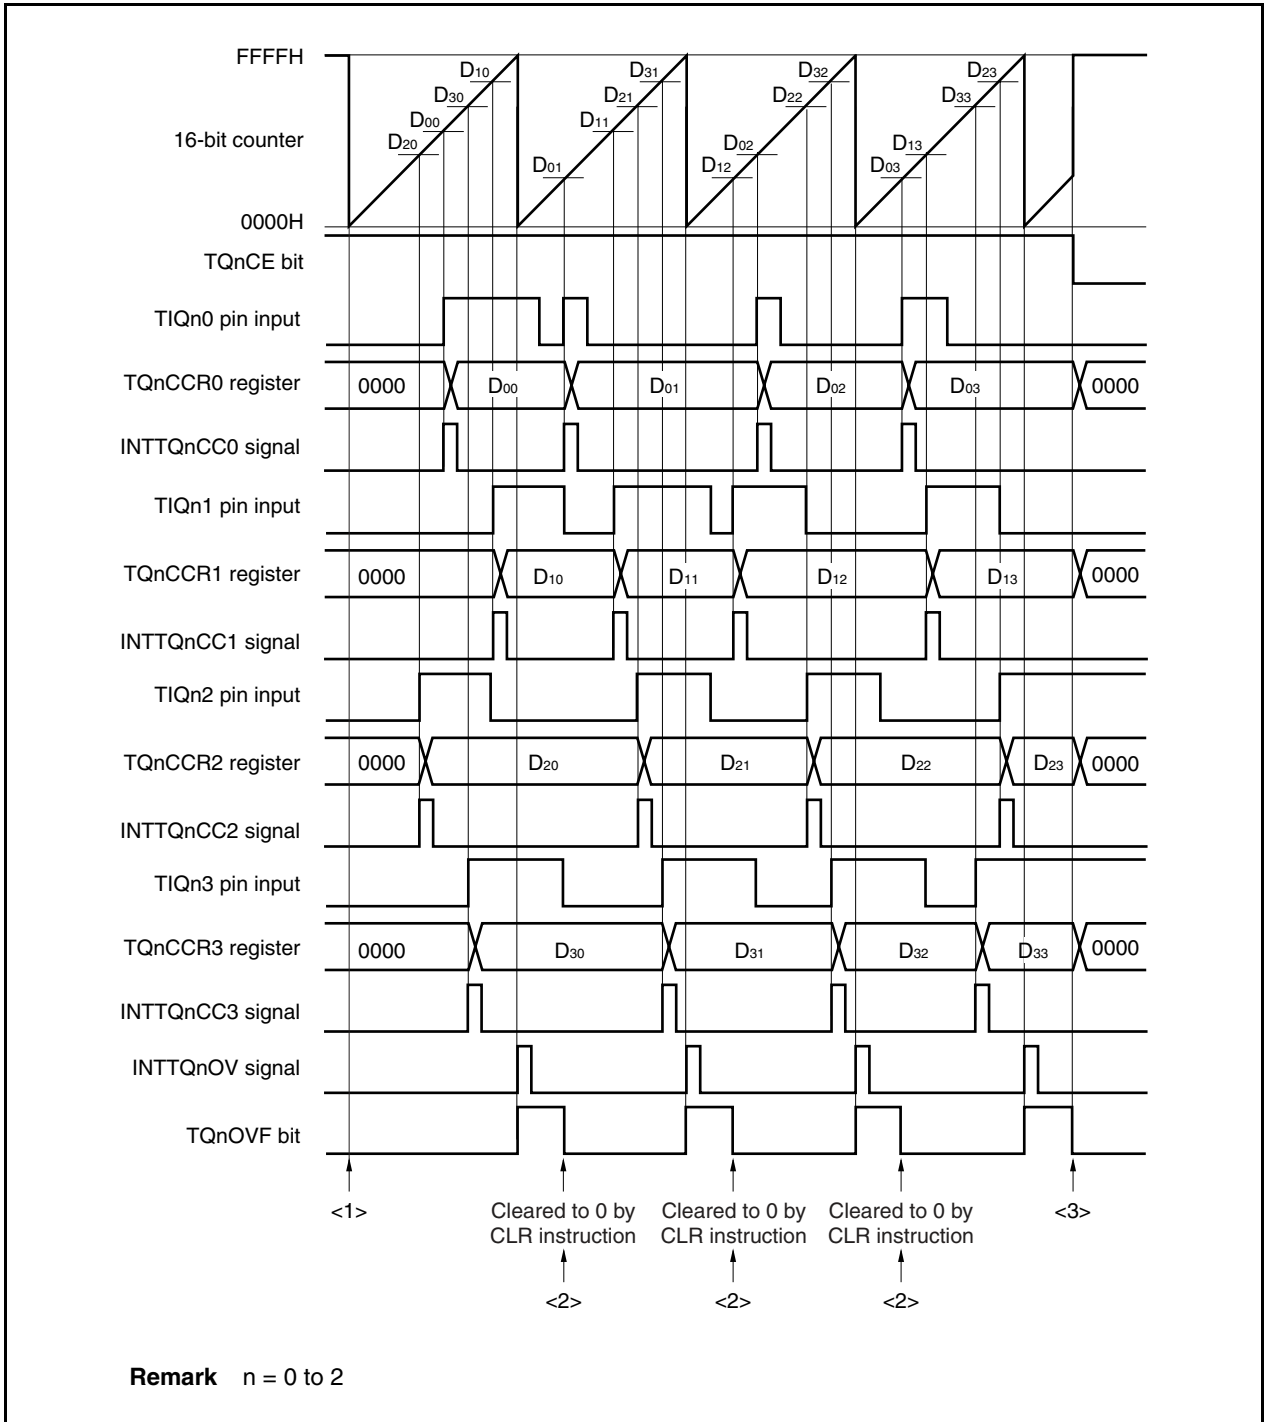 FFFFH
D10
D31
D32
D23
D30
D21
D22
D33
16-bit counter
D00
D11
D20
D02
D13
D01
D12
D03
0000H
TQnCE bit
TIQn0 pin input
TQnCCR0 register 0000 D00 D01 D02 D03 0000
INTTQnCC0 signal
TIQn1 pin input
TQnCCR1 register 0000 D10 D11 D12 D13 0000
INTTQnCC1 signal
TIQn2 pin input
TQnCCR2 register 0000 D20 D21 D22 D23 0000
INTTQnCC2 signal
TIQn3 pin input
TQnCCR3 register 0000 D30 D31 D32 D33 0000
INTTQnCC3 signal
INTTQnOV signal
TQnOVF bit
<1>
Cleared to 0 by
CLR instruction
Cleared to 0 by
CLR instruction
Cleared to 0 by
CLR instruction
<3>
<2>
<2>
<2>
Remark n = 0 to 2